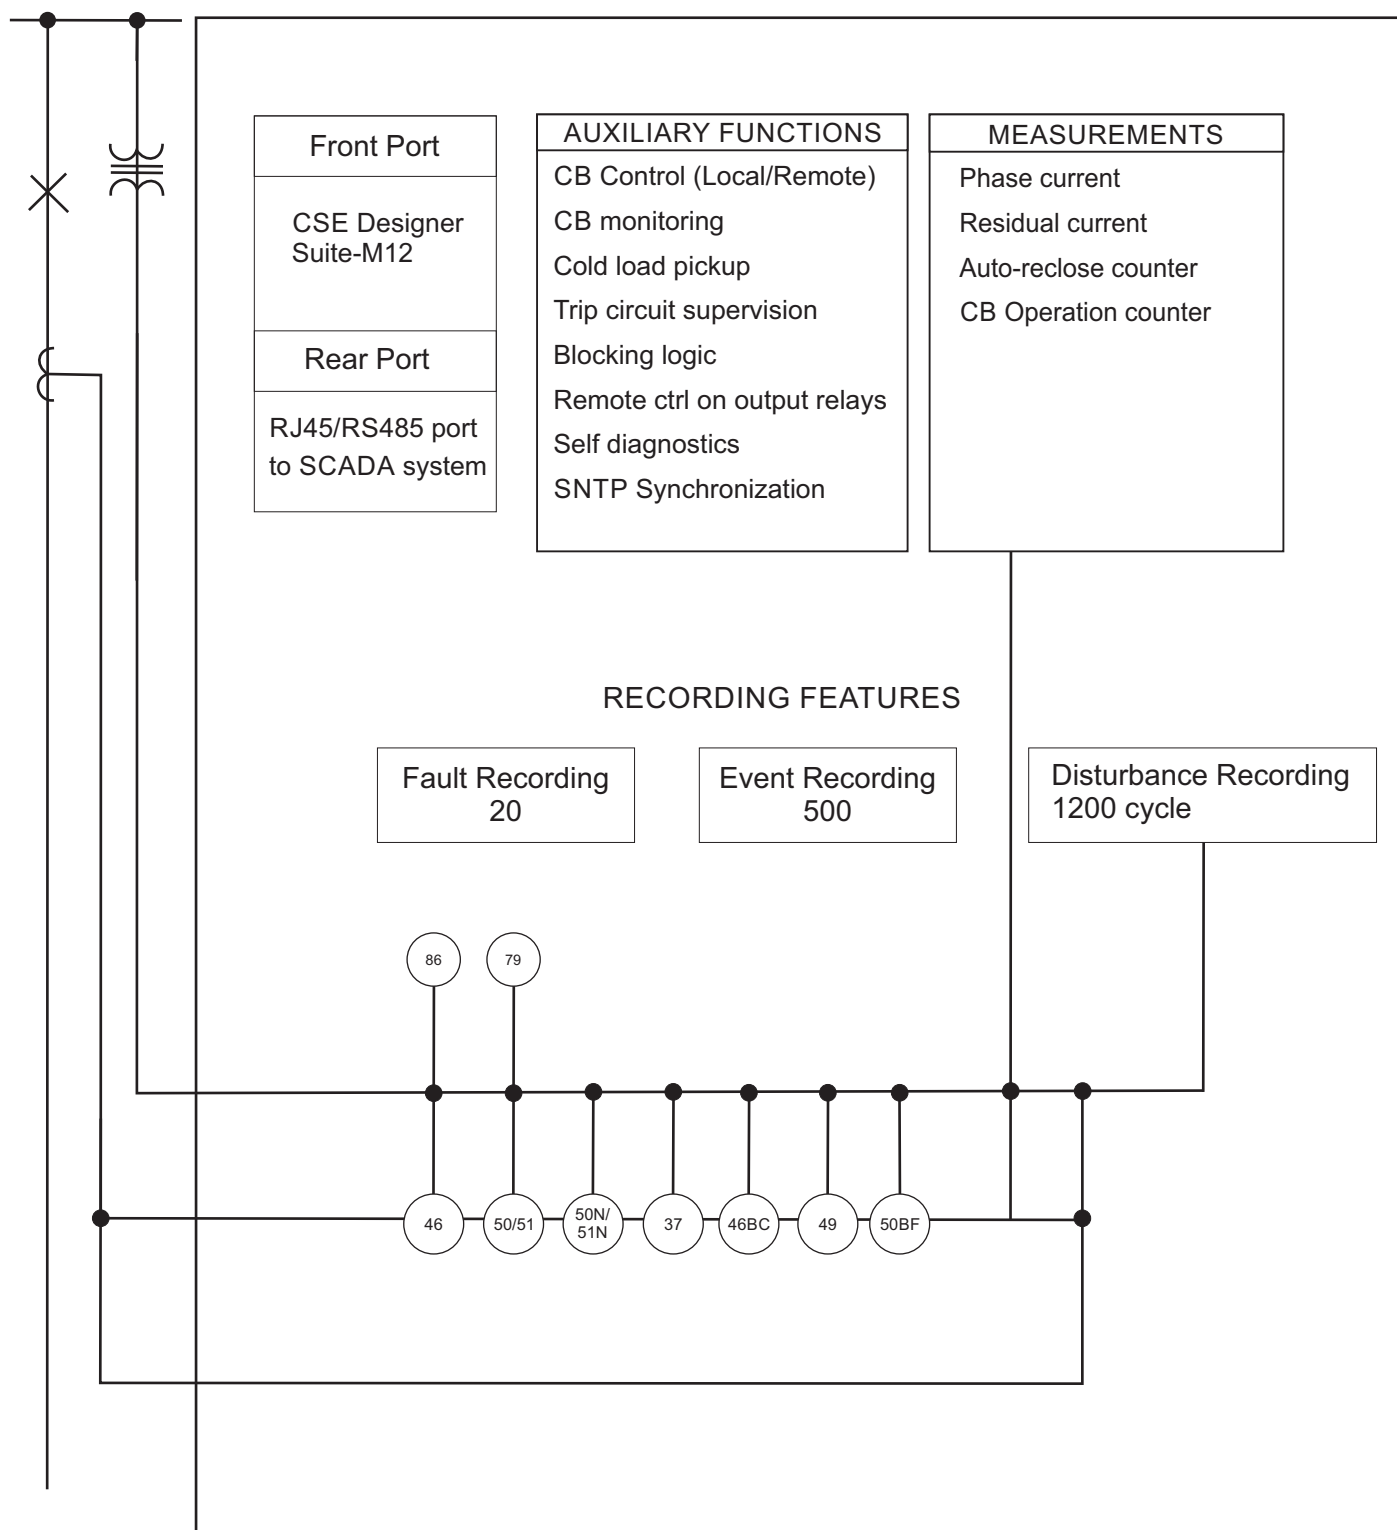 Front Port
CSE Designer
Suite-M12
Rear Port
RJ45/RS485 port
to SCADA system
AUXILIARY FUNCTIONS
CB Control (Local/Remote)
CB monitoring
Cold load pickup
Trip circuit supervision
Blocking logic
Remote ctrl on output relays
Self diagnostics
SNTP Synchronization
MEASUREMENTS
Phase current
Residual current
Auto-reclose counter
CB Operation counter
RECORDING FEATURES
Fault Recording
20
Event Recording
500
Disturbance Recording
1200 cycle
86
79
46
50/51
50N/
51N
37
46BC
49
50BF